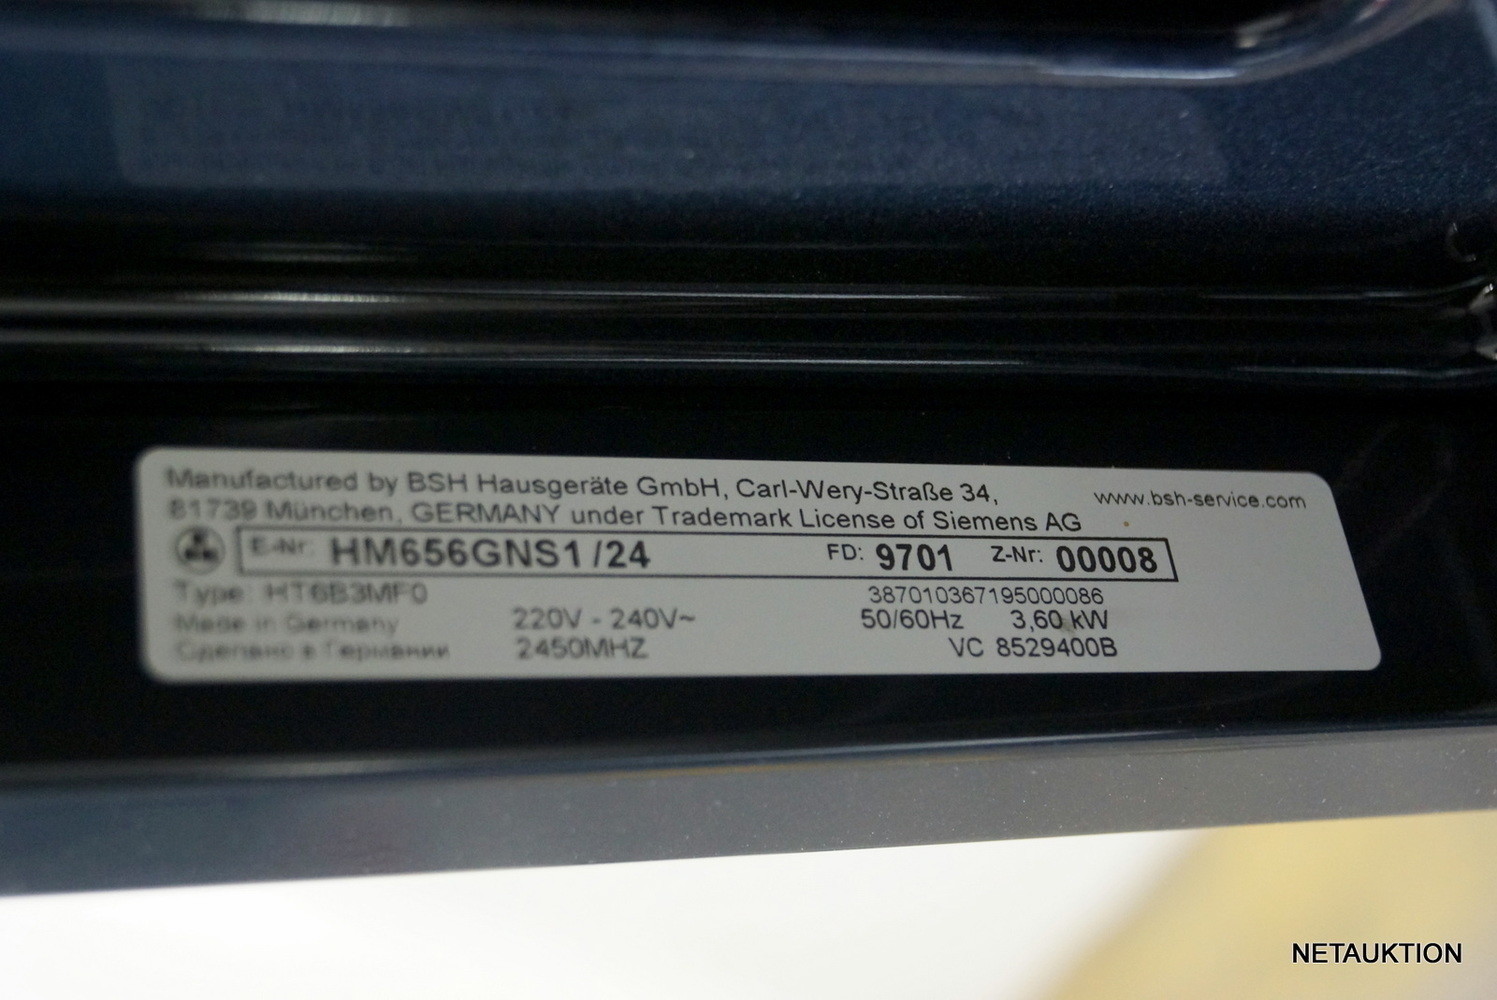 Manufactured by BSH Hausgeräte GmbH, Carl-Wery-Straße 34,
81739 München, GERMANY under Trademark License of Siemens AG
www.bsh-service.com
E-Nr: HM656GNS1 /24 FD: 9701 Z-Nr: 00008
Type: HT6B3MF0 387010367195000086
Made in Germany 220V - 240V~ 50/60Hz 3,60 kW
Сделано в Германии 2450MHZ VC 8529400B
NETAUKTION